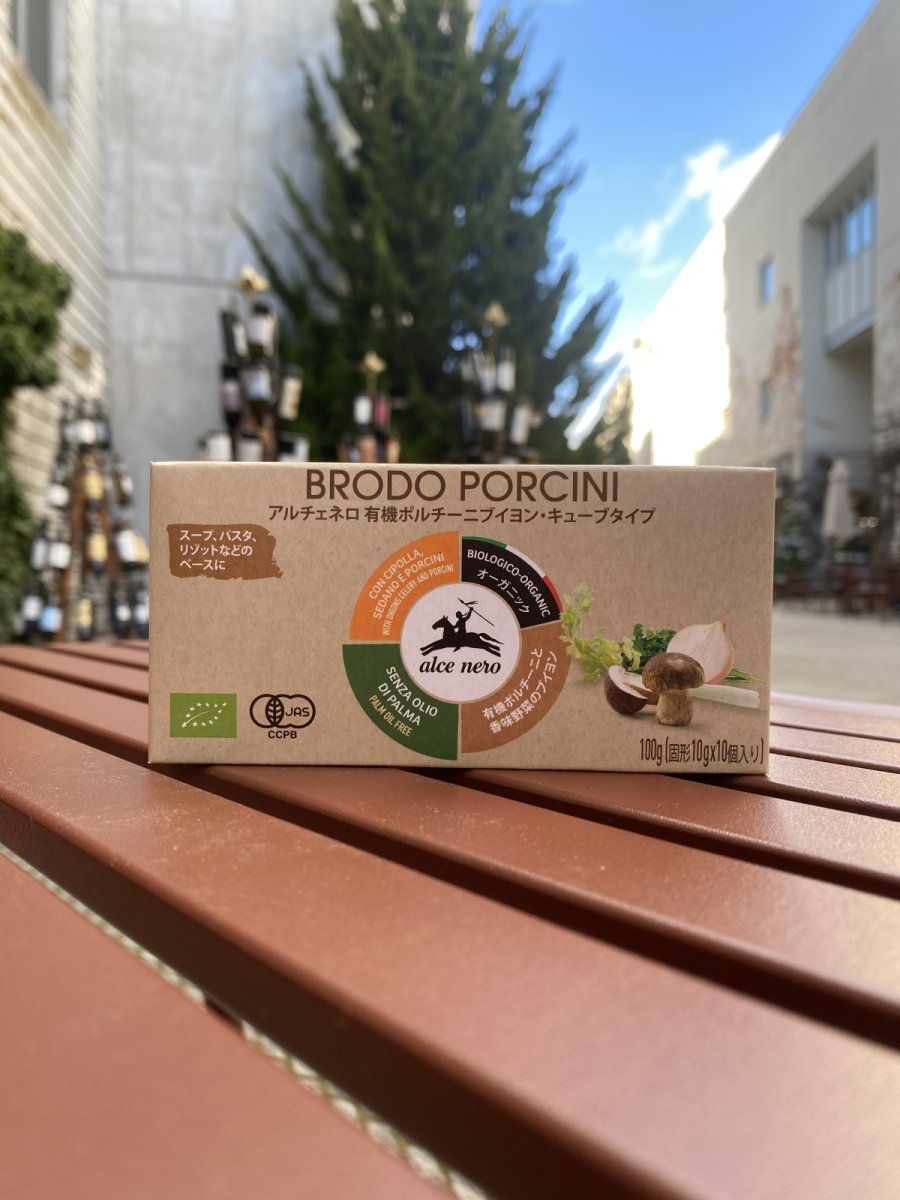 BRODO PORCINI
アルチェネロ 有機ポルチーニブイヨン・キューブタイプ
スープ、パスタ、
リゾットなどの
ベースに
CON CIPOLLA,
SEDANO E PORCINI
WITH ONIONS CELERY AND PORCINI
BIOLOGICO-ORGANIC
オーガニック
alce nero
SENZA OLIO
DI PALMA
PALM OIL FREE
有機ポルチーニと
香味野菜のブイヨン
JAS
CCPB
100g(固形10g×10個入り)